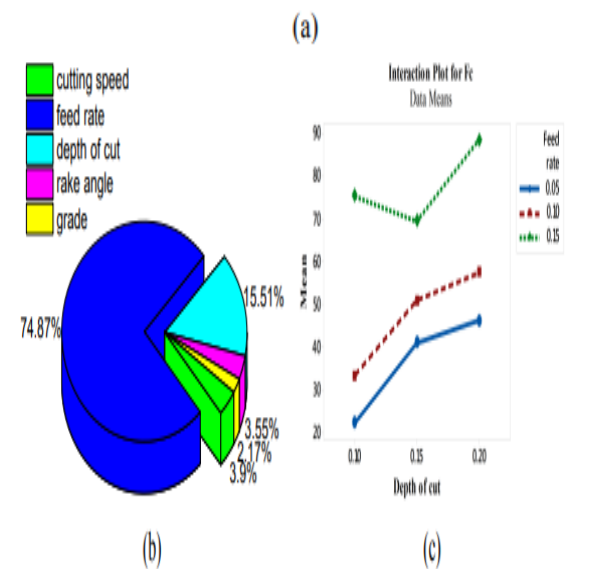 (a)
cutting speed
feed rate
depth of cut
rake angle
grade
74.87%
15.51%
3.55%
2.17%
3.9%
(b)
Interaction Plot for Fc
Data Means
Feed
rate
0.05
0.10
0.15
Mean
90
80
70
60
50
40
30
20
0.10
0.15
0.20
Depth of cut
(c)